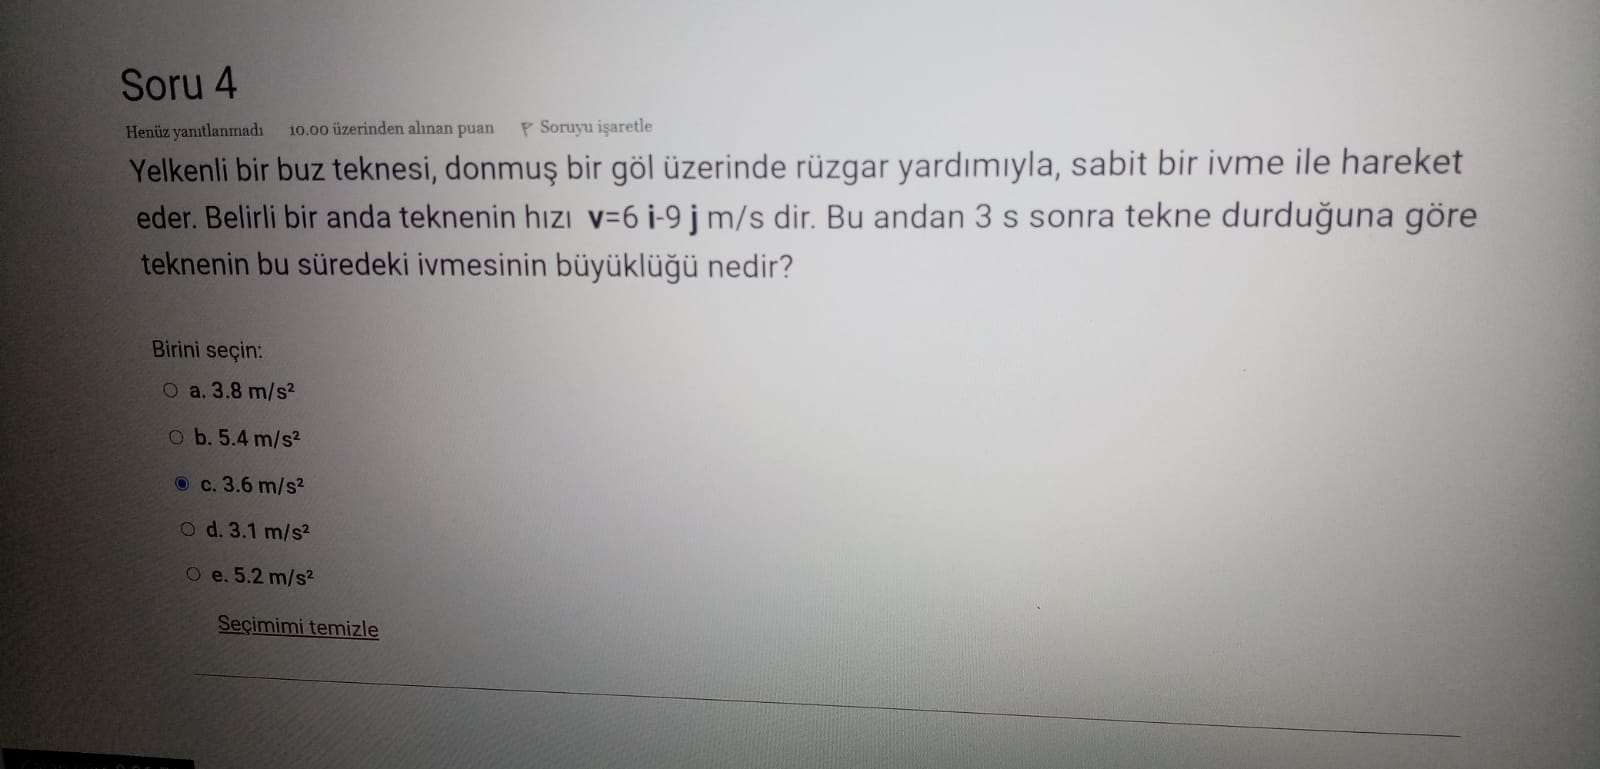 Soru 4
Henüz yanıtlanmadı 10.00 üzerinden alınan puan Soruyu işaretle
Yelkenli bir buz teknesi, donmuş bir göl üzerinde rüzgar yardımıyla, sabit bir ivme ile hareket
eder. Belirli bir anda teknenin hızı v=6 i-9 j m/s dir. Bu andan 3 s sonra tekne durduğuna göre
teknenin bu süredeki ivmesinin büyüklüğü nedir?
Birini seçin:
a. 3.8 m/s²
b. 5.4 m/s²
c. 3.6 m/s²
d. 3.1 m/s²
e. 5.2 m/s²
Seçimimi temizle